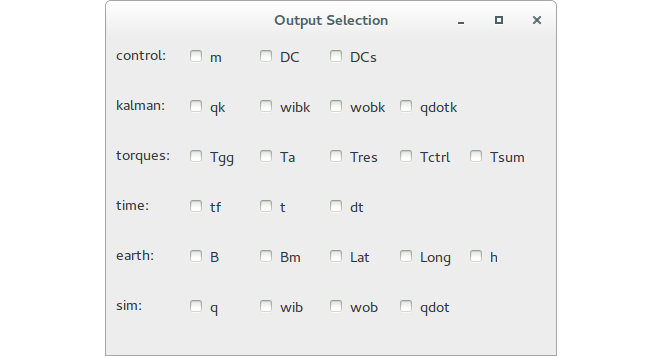 Output Selection
control: m DC DCs
kalman: qk wibk wobk qdotk
torques: Tgg Ta Tres Tctrl Tsum
time: tf t dt
earth: B Bm Lat Long h
sim: q wib wob qdot